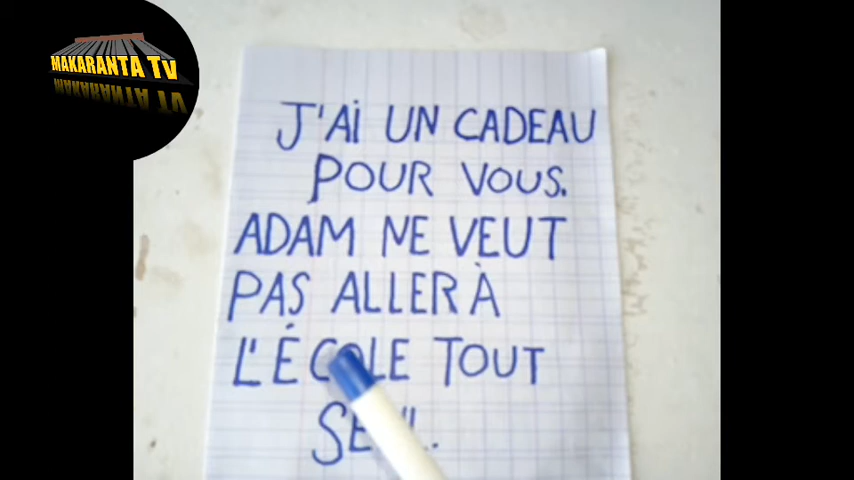 MAKARANTA TV
J'AI UN CADEAU
POUR VOUS.
ADAM NE VEUT
PAS ALLER À
L'ÉCOLE TOUT